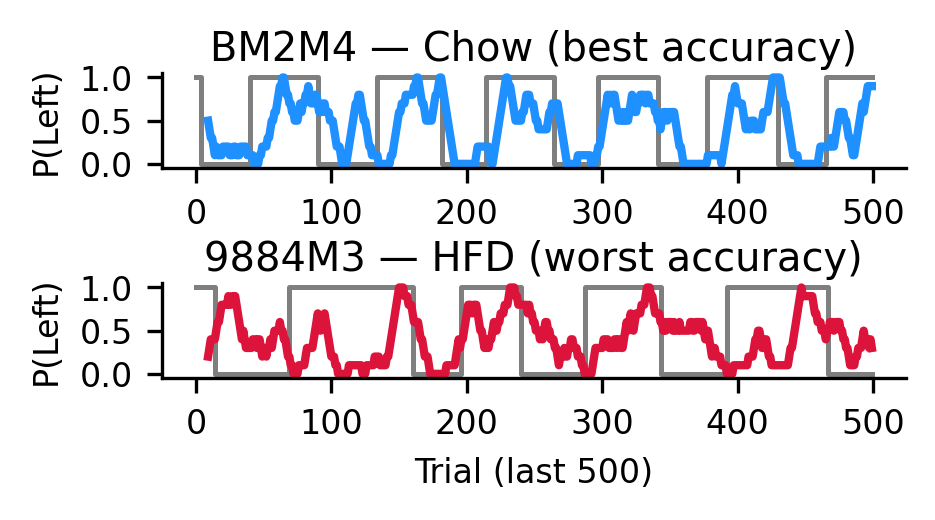 BM2M4 — Chow (best accuracy)
P(Left)
1.0
0.5
0.0
0 100 200 300 400 500
9884M3 — HFD (worst accuracy)
P(Left)
1.0
0.5
0.0
0 100 200 300 400 500
Trial (last 500)